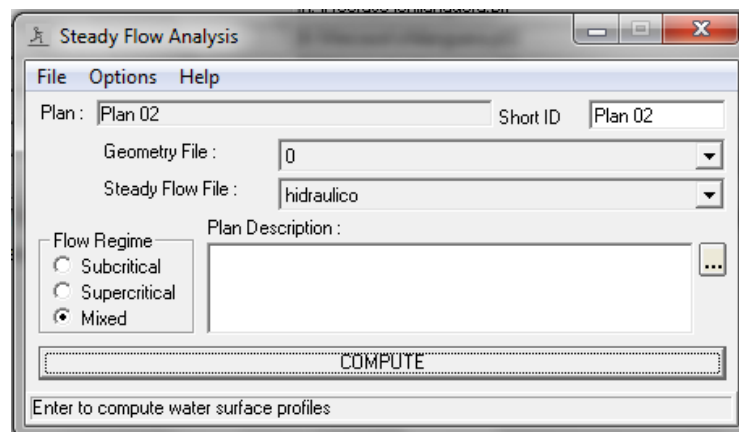 Steady Flow Analysis
File Options Help
Plan : Plan 02 Short ID Plan 02
Geometry File : 0
Steady Flow File : hidraulico
Flow Regime Plan Description :
Subcritical ...
Supercritical
Mixed
COMPUTE
Enter to compute water surface profiles